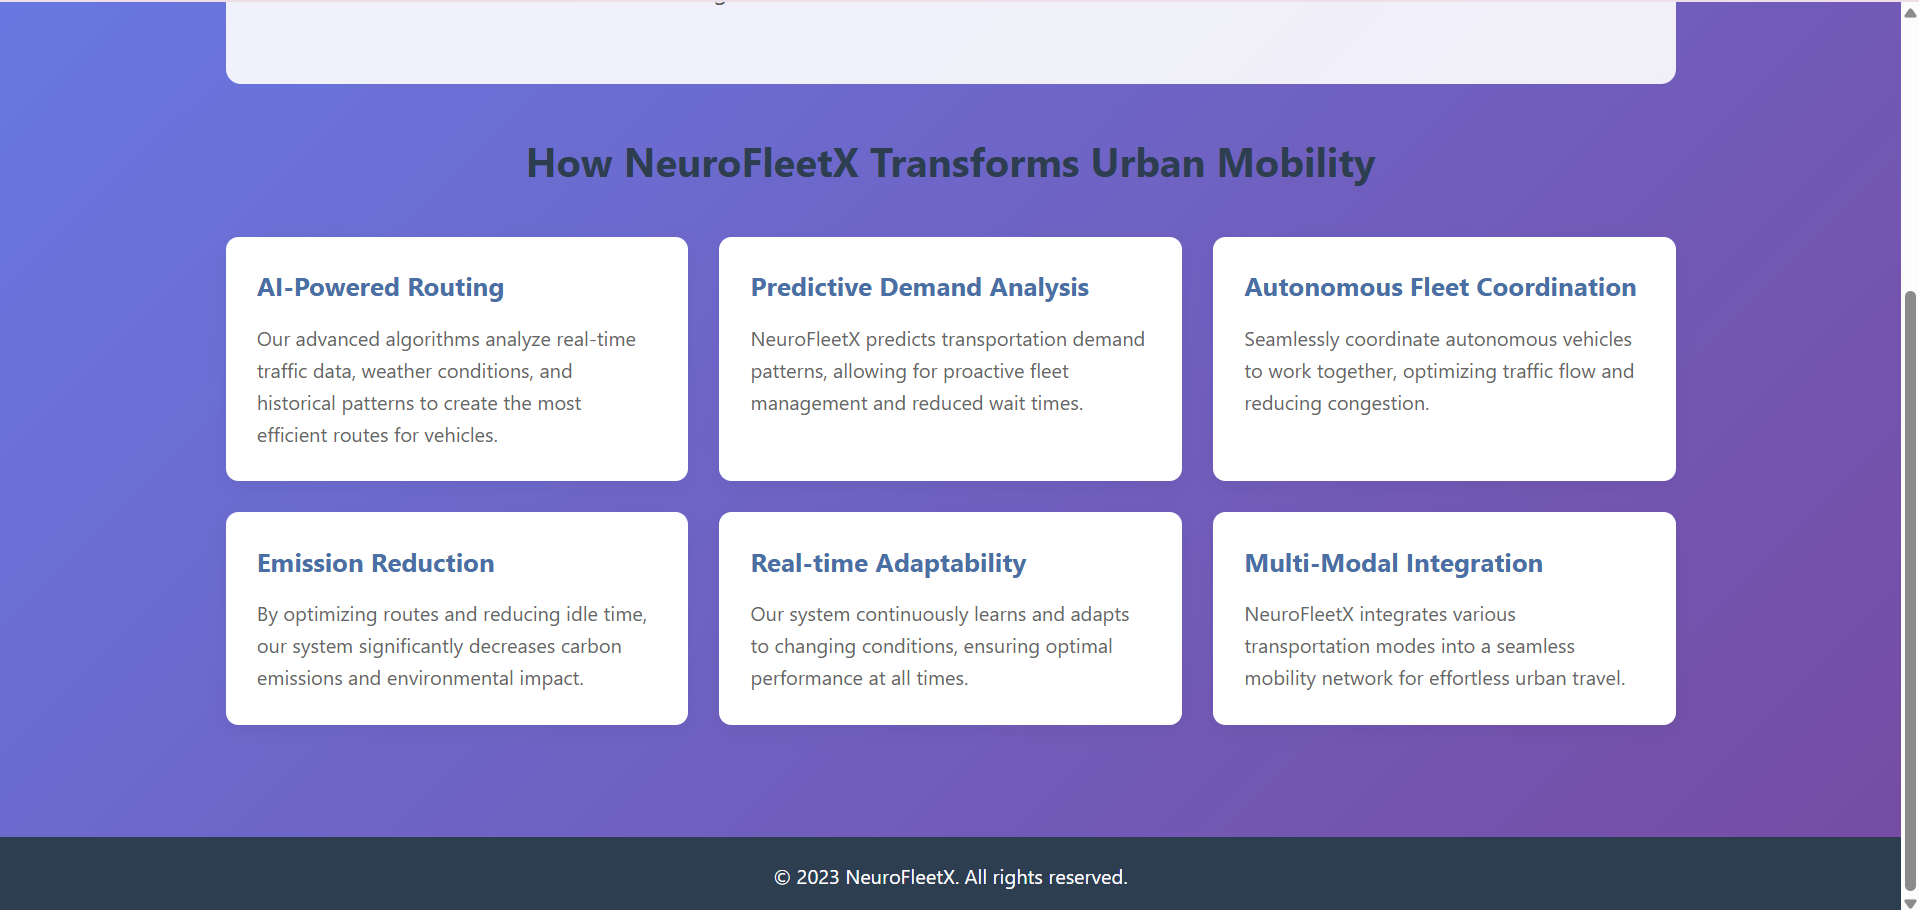 How NeuroFleetX Transforms Urban Mobility
AI-Powered Routing
Our advanced algorithms analyze real-time
traffic data, weather conditions, and
historical patterns to create the most
efficient routes for vehicles.
Predictive Demand Analysis
NeuroFleetX predicts transportation demand
patterns, allowing for proactive fleet
management and reduced wait times.
Autonomous Fleet Coordination
Seamlessly coordinate autonomous vehicles
to work together, optimizing traffic flow and
reducing congestion.
Emission Reduction
By optimizing routes and reducing idle time,
our system significantly decreases carbon
emissions and environmental impact.
Real-time Adaptability
Our system continuously learns and adapts
to changing conditions, ensuring optimal
performance at all times.
Multi-Modal Integration
NeuroFleetX integrates various
transportation modes into a seamless
mobility network for effortless urban travel.
© 2023 NeuroFleetX. All rights reserved.